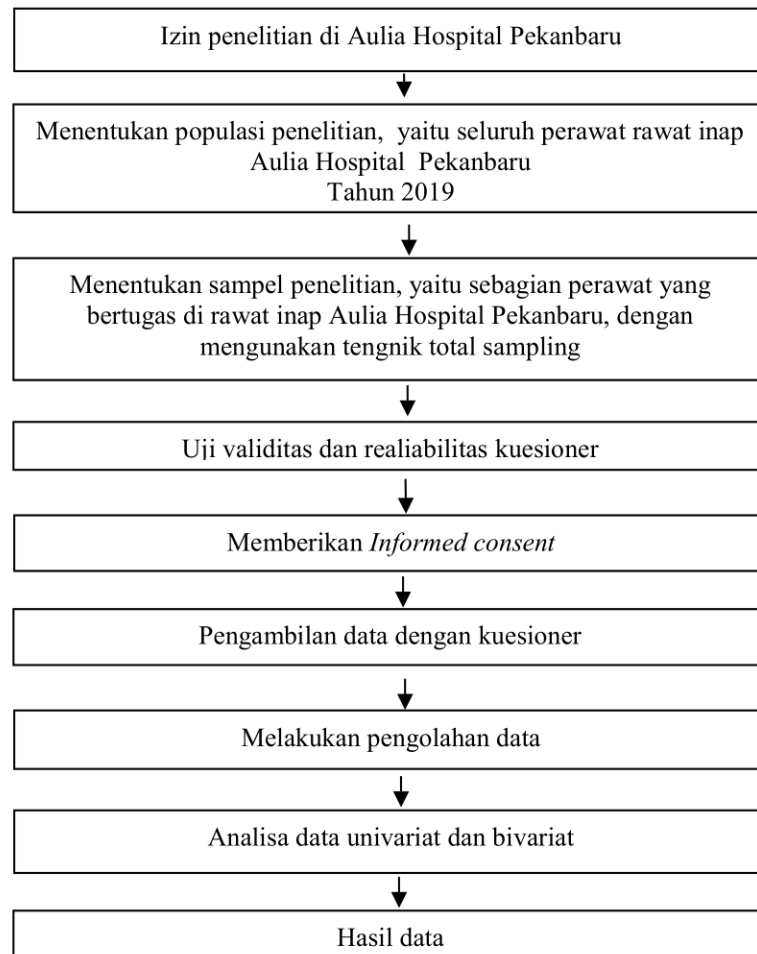 Izin penelitian di Aulia Hospital Pekanbaru
Menentukan populasi penelitian, yaitu seluruh perawat rawat inap
Aulia Hospital Pekanbaru
Tahun 2019
Menentukan sampel penelitian, yaitu sebagian perawat yang
bertugas di rawat inap Aulia Hospital Pekanbaru, dengan
mengunakan tengnik total sampling
Uji validitas dan realiabilitas kuesioner
Memberikan Informed consent
Pengambilan data dengan kuesioner
Melakukan pengolahan data
Analisa data univariat dan bivariat
Hasil data